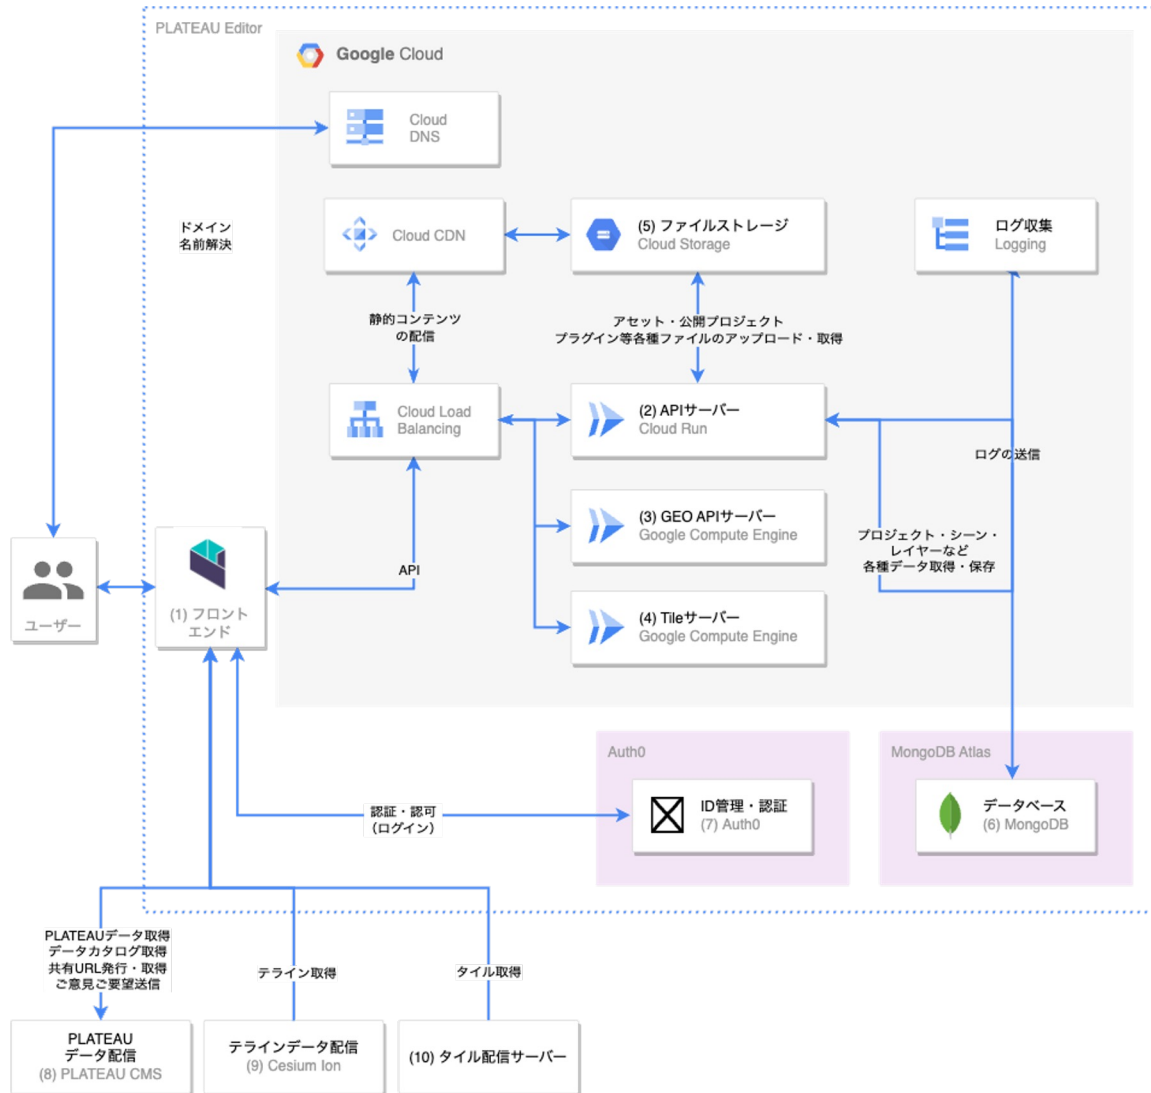 PLATEAU Editor
Google Cloud
Cloud
DNS
ドメイン
名前解決
Cloud CDN
(5) ファイルストレージ
Cloud Storage
ログ収集
Logging
静的コンテンツ
の配信
アセット・公開プロジェクト
プラグイン等各種ファイルのアップロード・取得
Cloud Load
Balancing
(2) APIサーバー
Cloud Run
ログの送信
(3) GEO APIサーバー
Google Compute Engine
プロジェクト・シーン・
レイヤーなど
各種データ取得・保存
API
ユーザー
(1) フロント
エンド
(4) Tileサーバー
Google Compute Engine
Auth0
MongoDB Atlas
認証・認可
（ログイン）
ID管理・認証
(7) Auth0
データベース
(6) MongoDB
PLATEAUデータ取得
データカタログ取得
共有URL発行・取得
ご意見ご要望送信
テライン取得
タイル取得
PLATEAU
データ配信
(8) PLATEAU CMS
テラインデータ配信
(9) Cesium Ion
(10) タイル配信サーバー